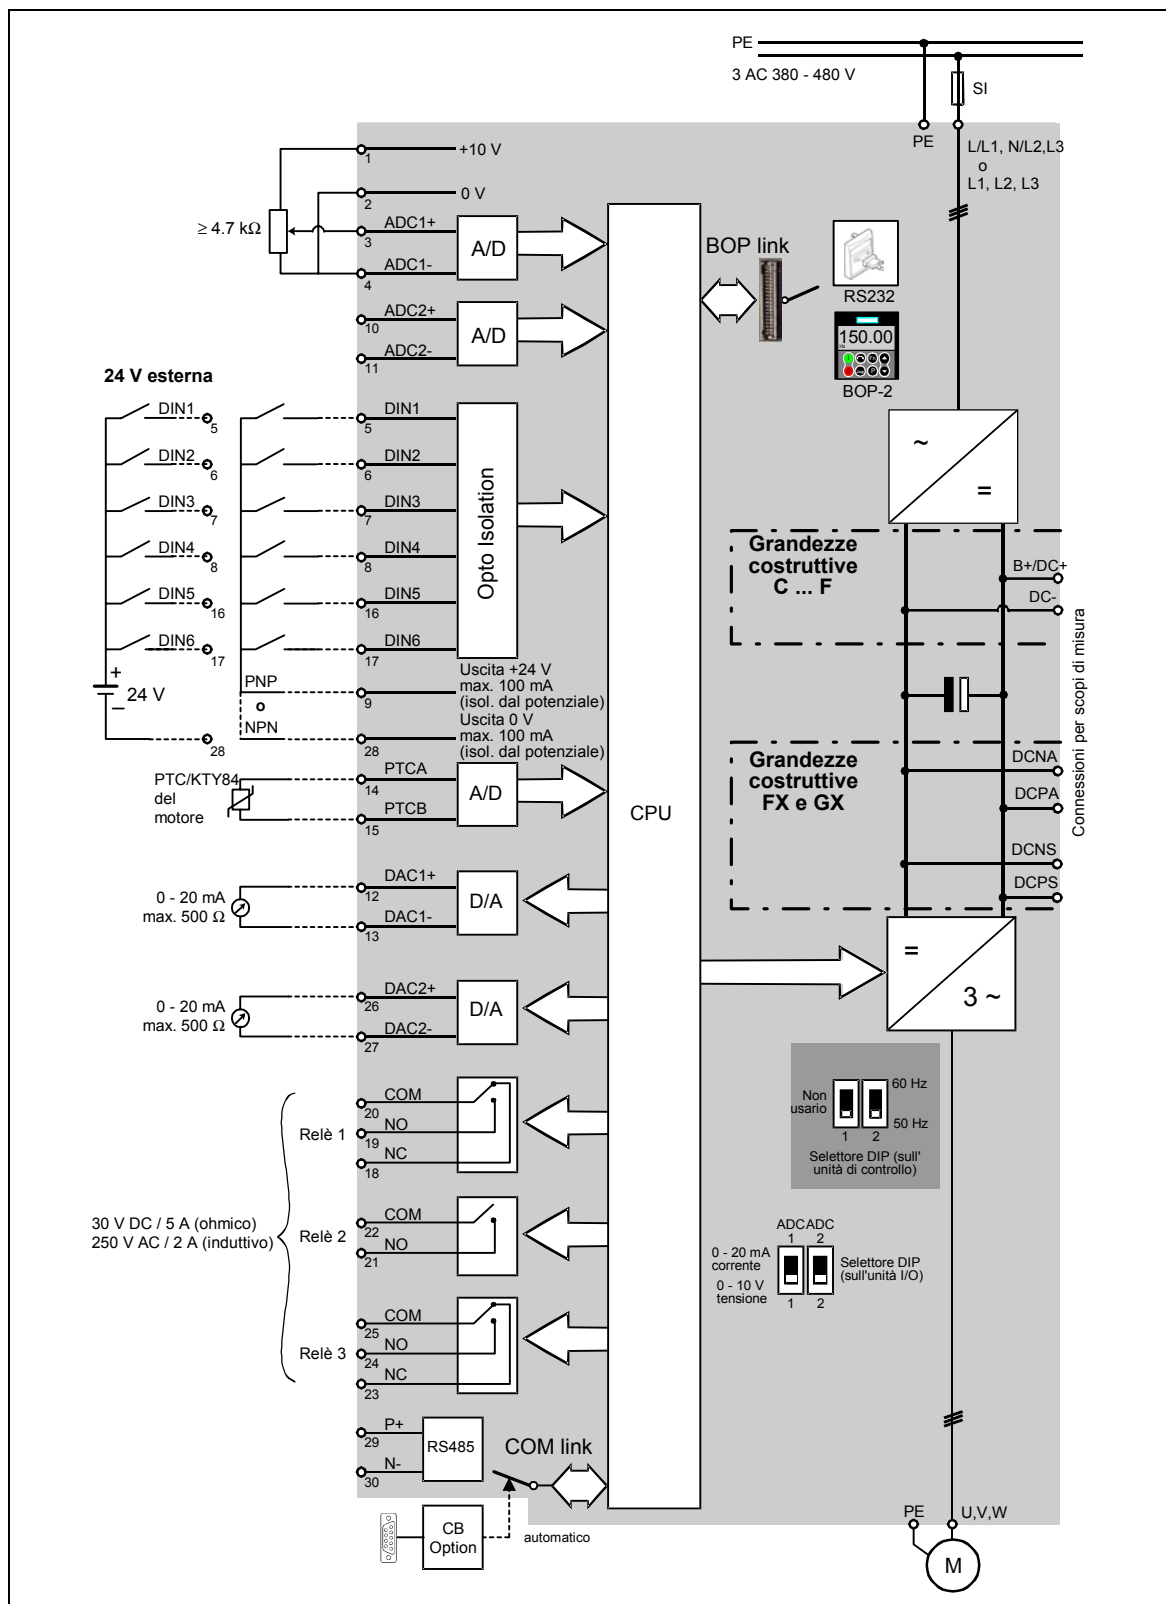 PE
3 AC 380 - 480 V
SI
PE
L/L1, N/L2,L3
o
L1, L2, L3
1
+10 V
2
0 V
≥ 4.7 kΩ
3
ADC1+
A/D
4
ADC1-
10
ADC2+
A/D
11
ADC2-
BOP link
RS232
150.00
Hz
BOP-2
24 V esterna
DIN1
5
DIN2
6
DIN3
7
DIN4
8
DIN5
16
DIN6
17
+
24 V
–
28
DIN1
5
DIN2
6
DIN3
7
DIN4
8
DIN5
16
DIN6
17
Opto Isolation
PNP
o
NPN
9
28
Uscita +24 V
max. 100 mA
(isol. dal potenziale)
Uscita 0 V
max. 100 mA
(isol. dal potenziale)
~
=
Grandezze
costruttive
C ... F
B+/DC+
DC-
Connessioni per scopi di misura
Grandezze
costruttive
FX e GX
DCNA
DCPA
DCNS
DCPS
PTC/KTY84
del
motore
PTCA
14
PTCB
15
A/D
CPU
0 - 20 mA
max. 500 Ω
DAC1+
12
DAC1-
13
D/A
=
3 ~
0 - 20 mA
max. 500 Ω
DAC2+
26
DAC2-
27
D/A
Non
usario
60 Hz
50 Hz
1
2
Selettore DIP (sull'
unità di controllo)
30 V DC / 5 A (ohmico)
250 V AC / 2 A (induttivo)
Relè 1
COM
20
NO
19
NC
18
Relè 2
COM
22
NO
21
Relè 3
COM
25
NO
24
NC
23
ADC ADC
1 2
0 - 20 mA
corrente
0 - 10 V
tensione
1 2
Selettore DIP
(sull'unità I/O)
P+
29
N-
30
RS485
COM link
CB
Option
automatico
PE
U,V,W
M